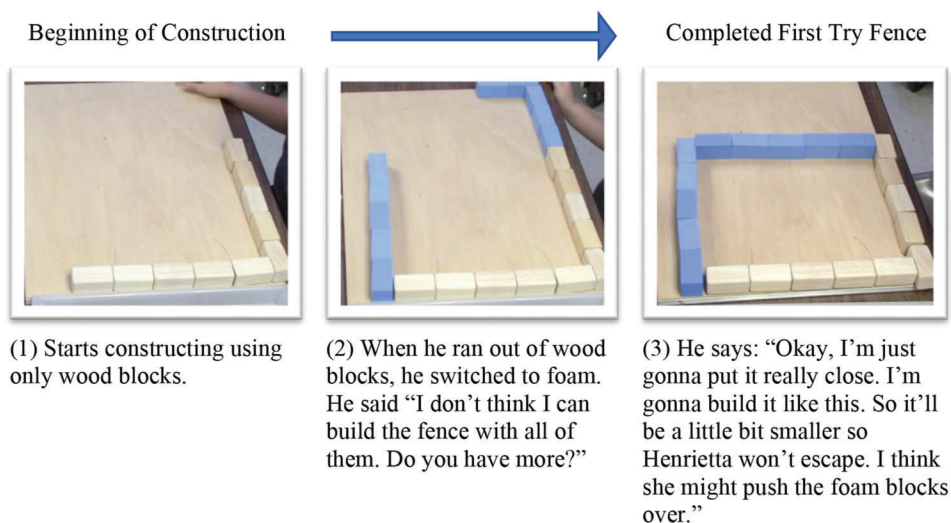 Beginning of Construction
Completed First Try Fence
(1) Starts constructing using
only wood blocks.
(2) When he ran out of wood
blocks, he switched to foam.
He said “I don’t think I can
build the fence with all of
them. Do you have more?”
(3) He says: “Okay, I’m just
gonna put it really close. I’m
gonna build it like this. So it’ll
be a little bit smaller so
Henrietta won’t escape. I think
she might push the foam blocks
over.”